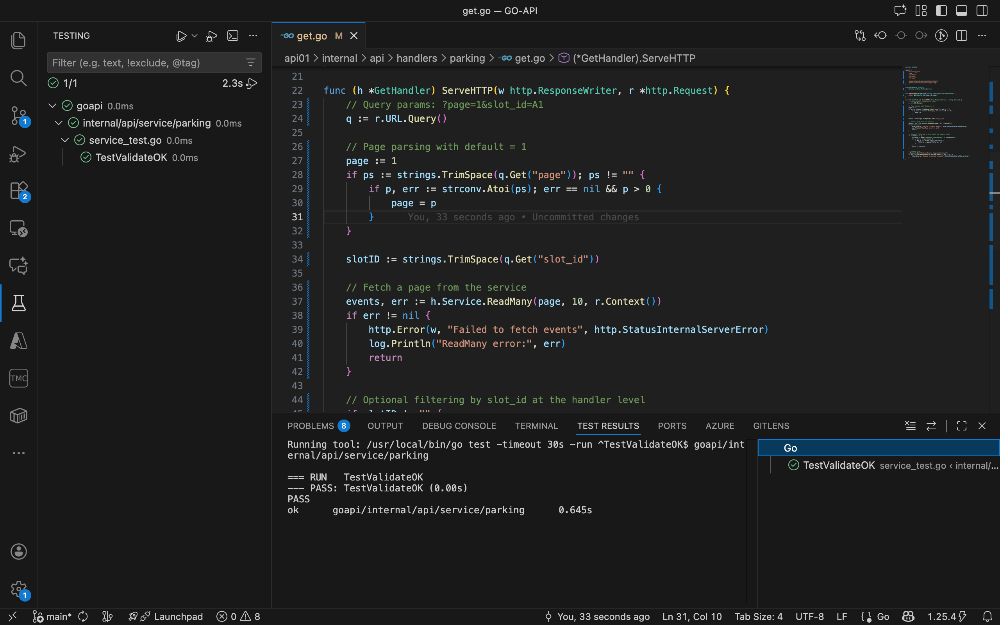 get.go — GO-API
TESTING
Filter (e.g. text, !exclude, @tag)
1/1 2.3s
goapi 0.0ms
internal/api/service/parking 0.0ms
service_test.go 0.0ms
TestValidateOK 0.0ms
1
2
TMC
1
GO get.go M
api01 > internal > api > handlers > parking > GO get.go > (*GetHandler).ServeHTTP
21
22 func (h *GetHandler) ServeHTTP(w http.ResponseWriter, r *http.Request) {
23 // Query params: ?page=1&slot_id=A1
24 q := r.URL.Query()
25
26 // Page parsing with default = 1
27 page := 1
28 if ps := strings.TrimSpace(q.Get("page")); ps != "" {
29 if p, err := strconv.Atoi(ps); err == nil && p > 0 {
30 page = p
31 } You, 33 seconds ago • Uncommitted changes
32 }
33
34 slotID := strings.TrimSpace(q.Get("slot_id"))
35
36 // Fetch a page from the service
37 events, err := h.Service.ReadMany(page, 10, r.Context())
38 if err != nil {
39 http.Error(w, "Failed to fetch events", http.StatusInternalServerError)
40 log.Println("ReadMany error:", err)
41 return
42 }
43
44 // Optional filtering by slot_id at the handler level
PROBLEMS 8 OUTPUT DEBUG CONSOLE TERMINAL TEST RESULTS PORTS AZURE GITLENS
Running tool: /usr/local/bin/go test -timeout 30s -run ^TestValidateOK$ goapi/int
ernal/api/service/parking
=== RUN TestValidateOK
--- PASS: TestValidateOK (0.00s)
PASS
ok goapi/internal/api/service/parking 0.645s
Go
TestValidateOK service_test.go ‹ internal/...
main* Launchpad 0 8 You, 33 seconds ago Ln 31, Col 10 Tab Size: 4 UTF-8 LF {} Go 1.25.4